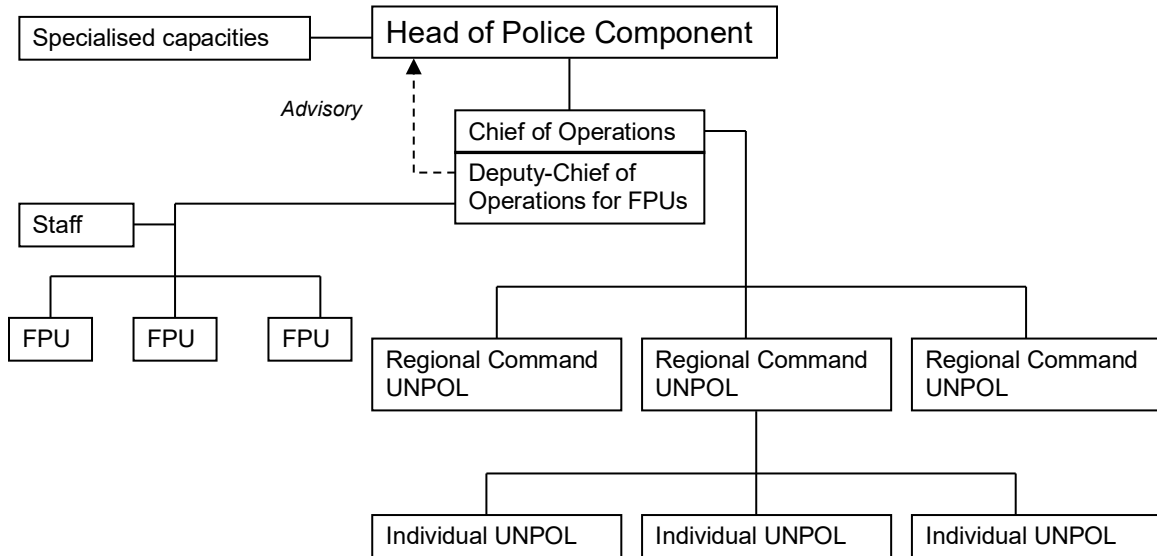 Specialised capacities
Head of Police Component
Advisory
Chief of Operations
Deputy-Chief of
Operations for FPUs
Staff
FPU
FPU
FPU
Regional Command
UNPOL
Regional Command
UNPOL
Regional Command
UNPOL
Individual UNPOL
Individual UNPOL
Individual UNPOL